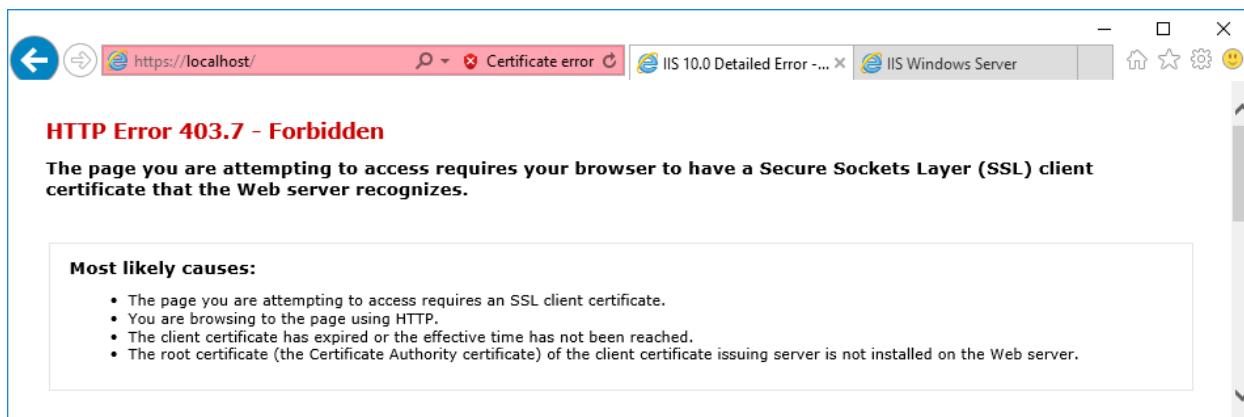 https://localhost/
Certificate error
IIS 10.0 Detailed Error -...
IIS Windows Server
HTTP Error 403.7 - Forbidden
The page you are attempting to access requires your browser to have a Secure Sockets Layer (SSL) client
certificate that the Web server recognizes.
Most likely causes:
• The page you are attempting to access requires an SSL client certificate.
• You are browsing to the page using HTTP.
• The client certificate has expired or the effective time has not been reached.
• The root certificate (the Certificate Authority certificate) of the client certificate issuing server is not installed on the Web server.